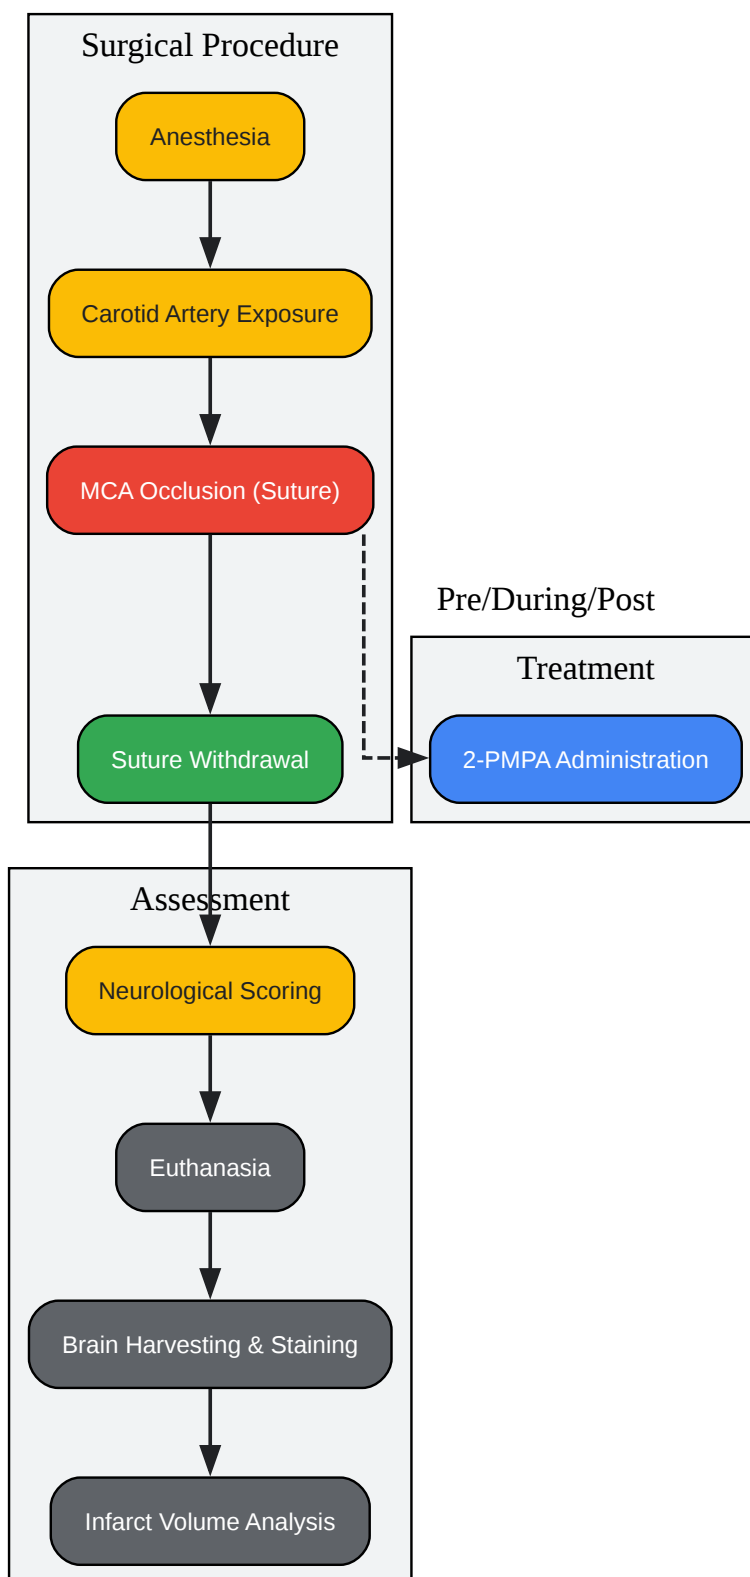 Surgical Procedure
Anesthesia
Carotid Artery Exposure
MCA Occlusion (Suture)
Pre/During/Post
Treatment
Suture Withdrawal
2-PMPA Administration
Assessment
Neurological Scoring
Euthanasia
Brain Harvesting & Staining
Infarct Volume Analysis